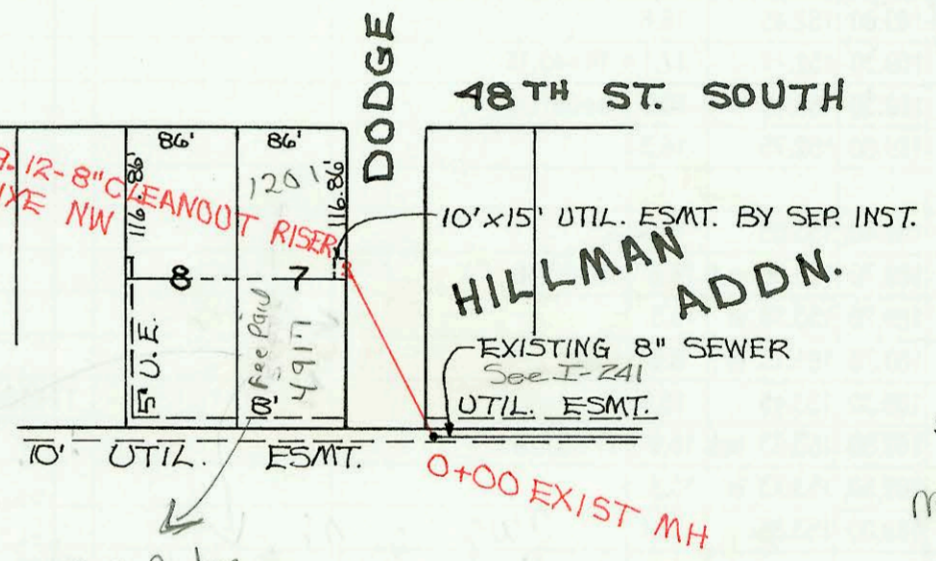 DODGE
48TH ST. SOUTH
86'
86'
1201
116.86'
116.86'
12-8" CLEANOUT RISER
NW
10'x15' UTIL. ESMT. BY SEP. INST.
HILLMAN
ADDN.
8
7
5' U.E.
8'
Fee Paid
4917
EXISTING 8" SEWER
See I-241
UTIL. ESMT.
10' UTIL. ESMT.
0+00 EXIST MH